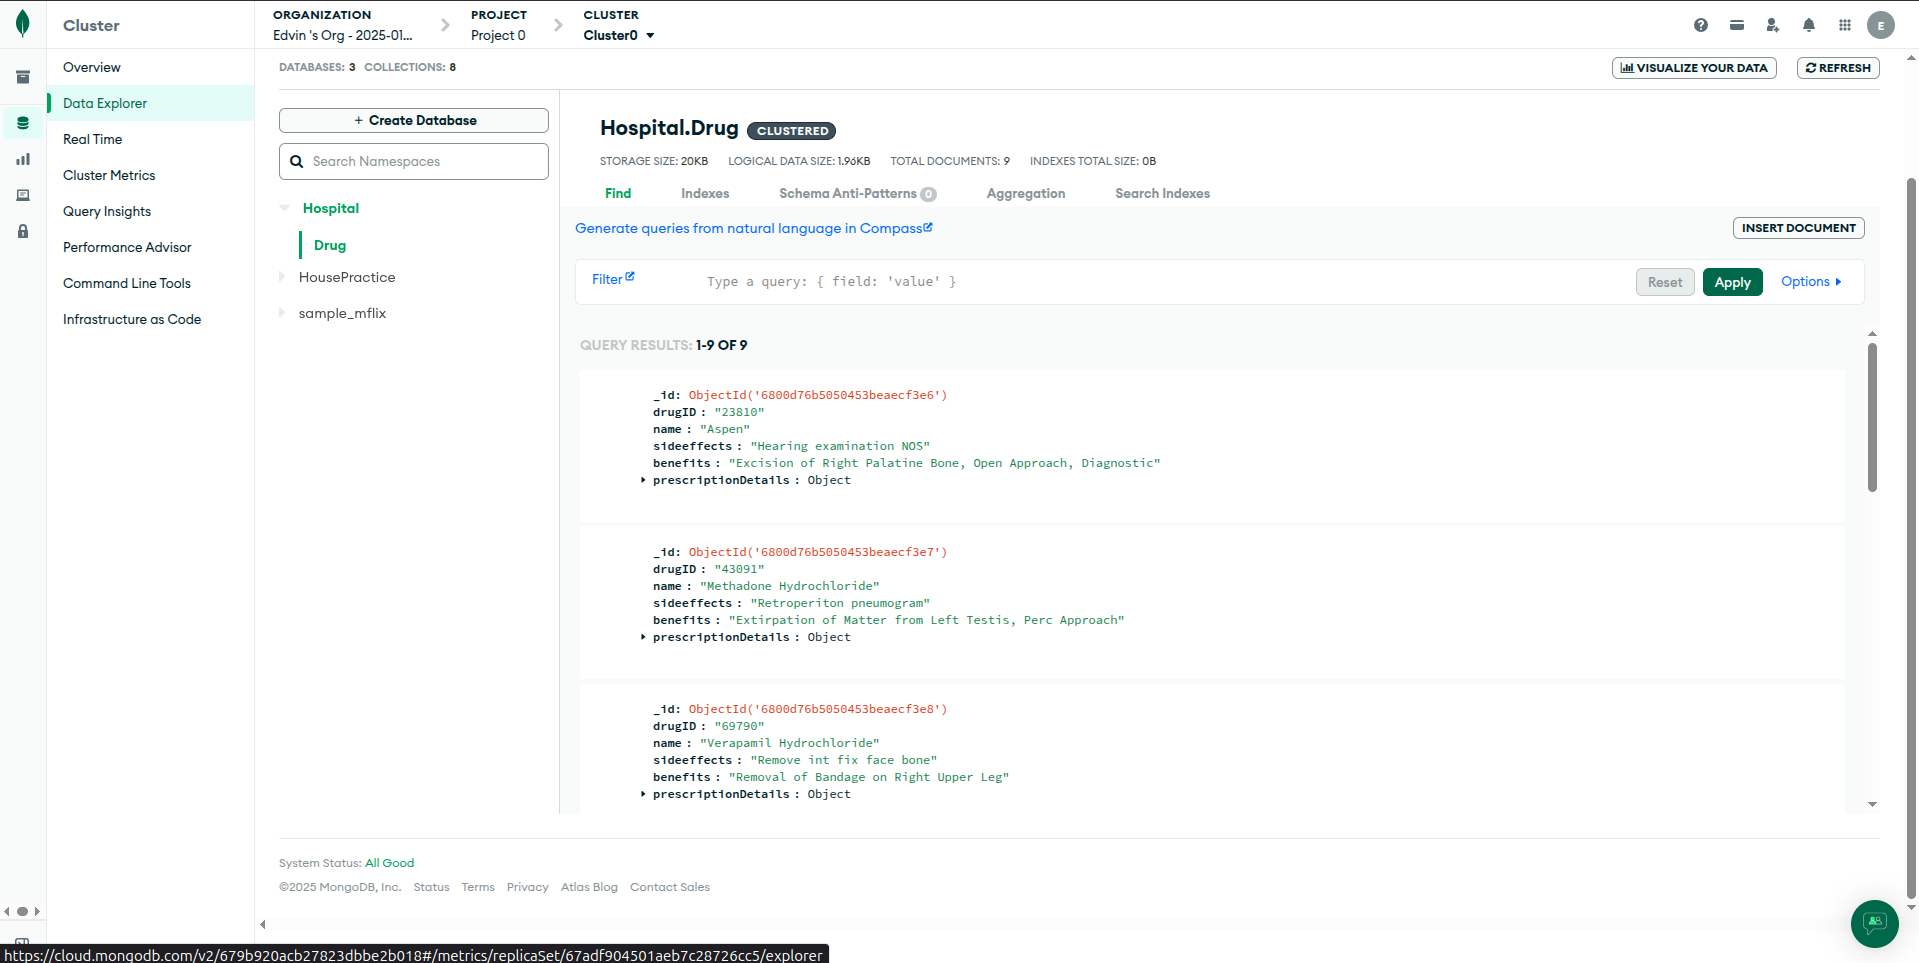 Cluster
ORGANIZATION
Edvin 's Org - 2025-01...
PROJECT
Project 0
CLUSTER
Cluster0
E
Overview
Data Explorer
Real Time
Cluster Metrics
Query Insights
Performance Advisor
Command Line Tools
Infrastructure as Code
DATABASES: 3 COLLECTIONS: 8
VISUALIZE YOUR DATA
REFRESH
+ Create Database
Search Namespaces
Hospital
Drug
HousePractice
sample_mflix
Hospital.Drug CLUSTERED
STORAGE SIZE: 20KB LOGICAL DATA SIZE: 1.96KB TOTAL DOCUMENTS: 9 INDEXES TOTAL SIZE: 0B
Find Indexes Schema Anti-Patterns 0 Aggregation Search Indexes
Generate queries from natural language in Compass
INSERT DOCUMENT
Filter Type a query: { field: 'value' } Reset Apply Options
QUERY RESULTS: 1-9 OF 9
_id: ObjectId('6800d76b5050453beaecf3e6')
drugID : "23810"
name : "Aspen"
sideeffects : "Hearing examination NOS"
benefits : "Excision of Right Palatine Bone, Open Approach, Diagnostic"
prescriptionDetails : Object
_id: ObjectId('6800d76b5050453beaecf3e7')
drugID : "43091"
name : "Methadone Hydrochloride"
sideeffects : "Retroperiton pneumogram"
benefits : "Extirpation of Matter from Left Testis, Perc Approach"
prescriptionDetails : Object
_id: ObjectId('6800d76b5050453beaecf3e8')
drugID : "69790"
name : "Verapamil Hydrochloride"
sideeffects : "Remove int fix face bone"
benefits : "Removal of Bandage on Right Upper Leg"
prescriptionDetails : Object
System Status: All Good
©2025 MongoDB, Inc. Status Terms Privacy Atlas Blog Contact Sales
https://cloud.mongodb.com/v2/679b920acb27823dbbe2b018#/metrics/replicaSet/67adf904501aeb7c28726cc5/explorer